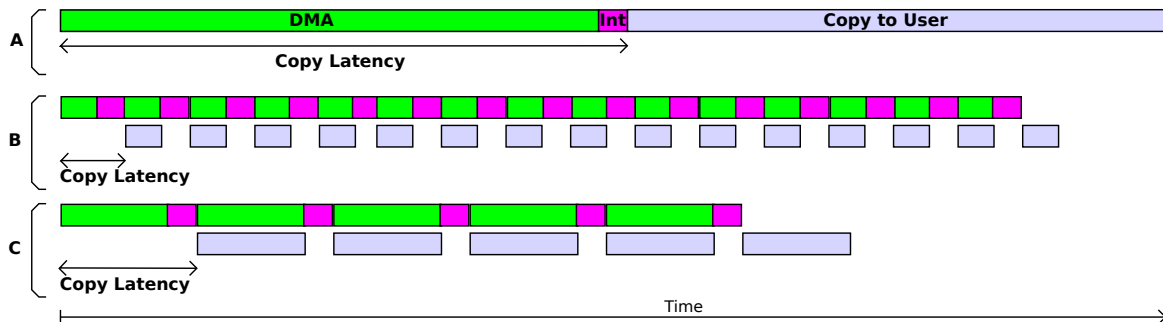 A
DMA
Int
Copy to User
Copy Latency
B
Copy Latency
C
Copy Latency
Time